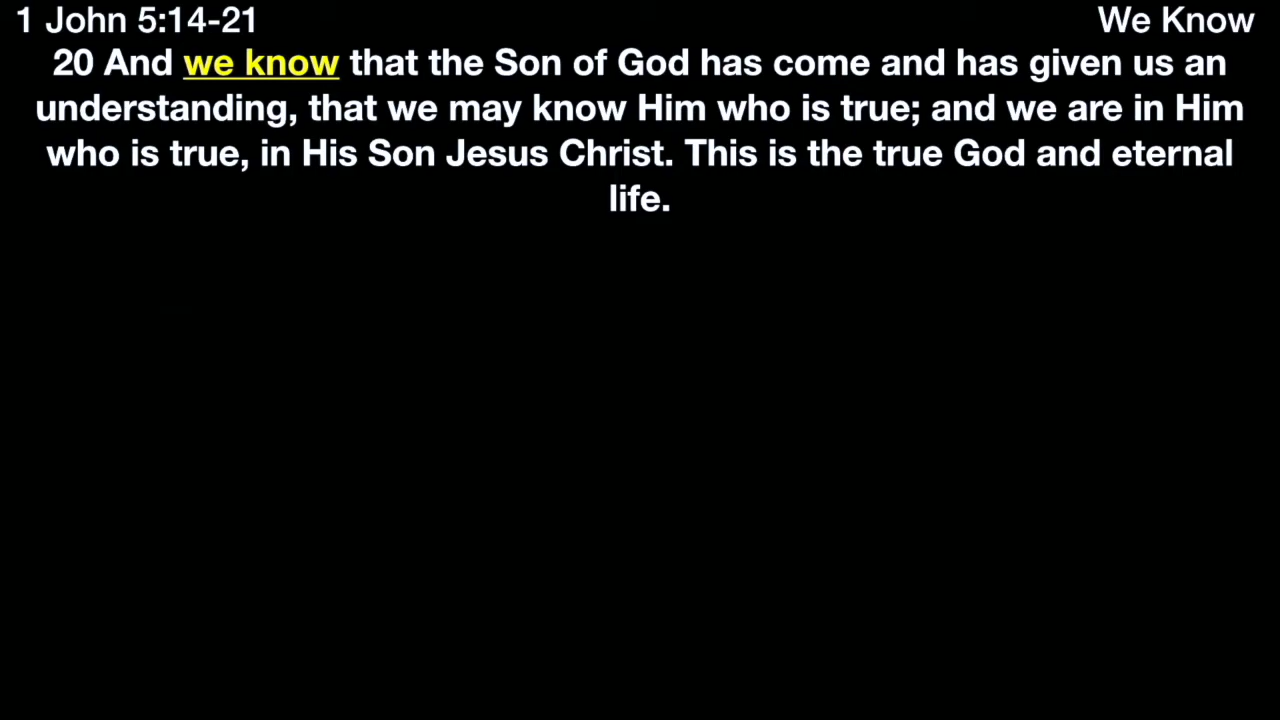 1 John 5:14-21 We Know
20 And we know that the Son of God has come and has given us an
understanding, that we may know Him who is true; and we are in Him
who is true, in His Son Jesus Christ. This is the true God and eternal
life.